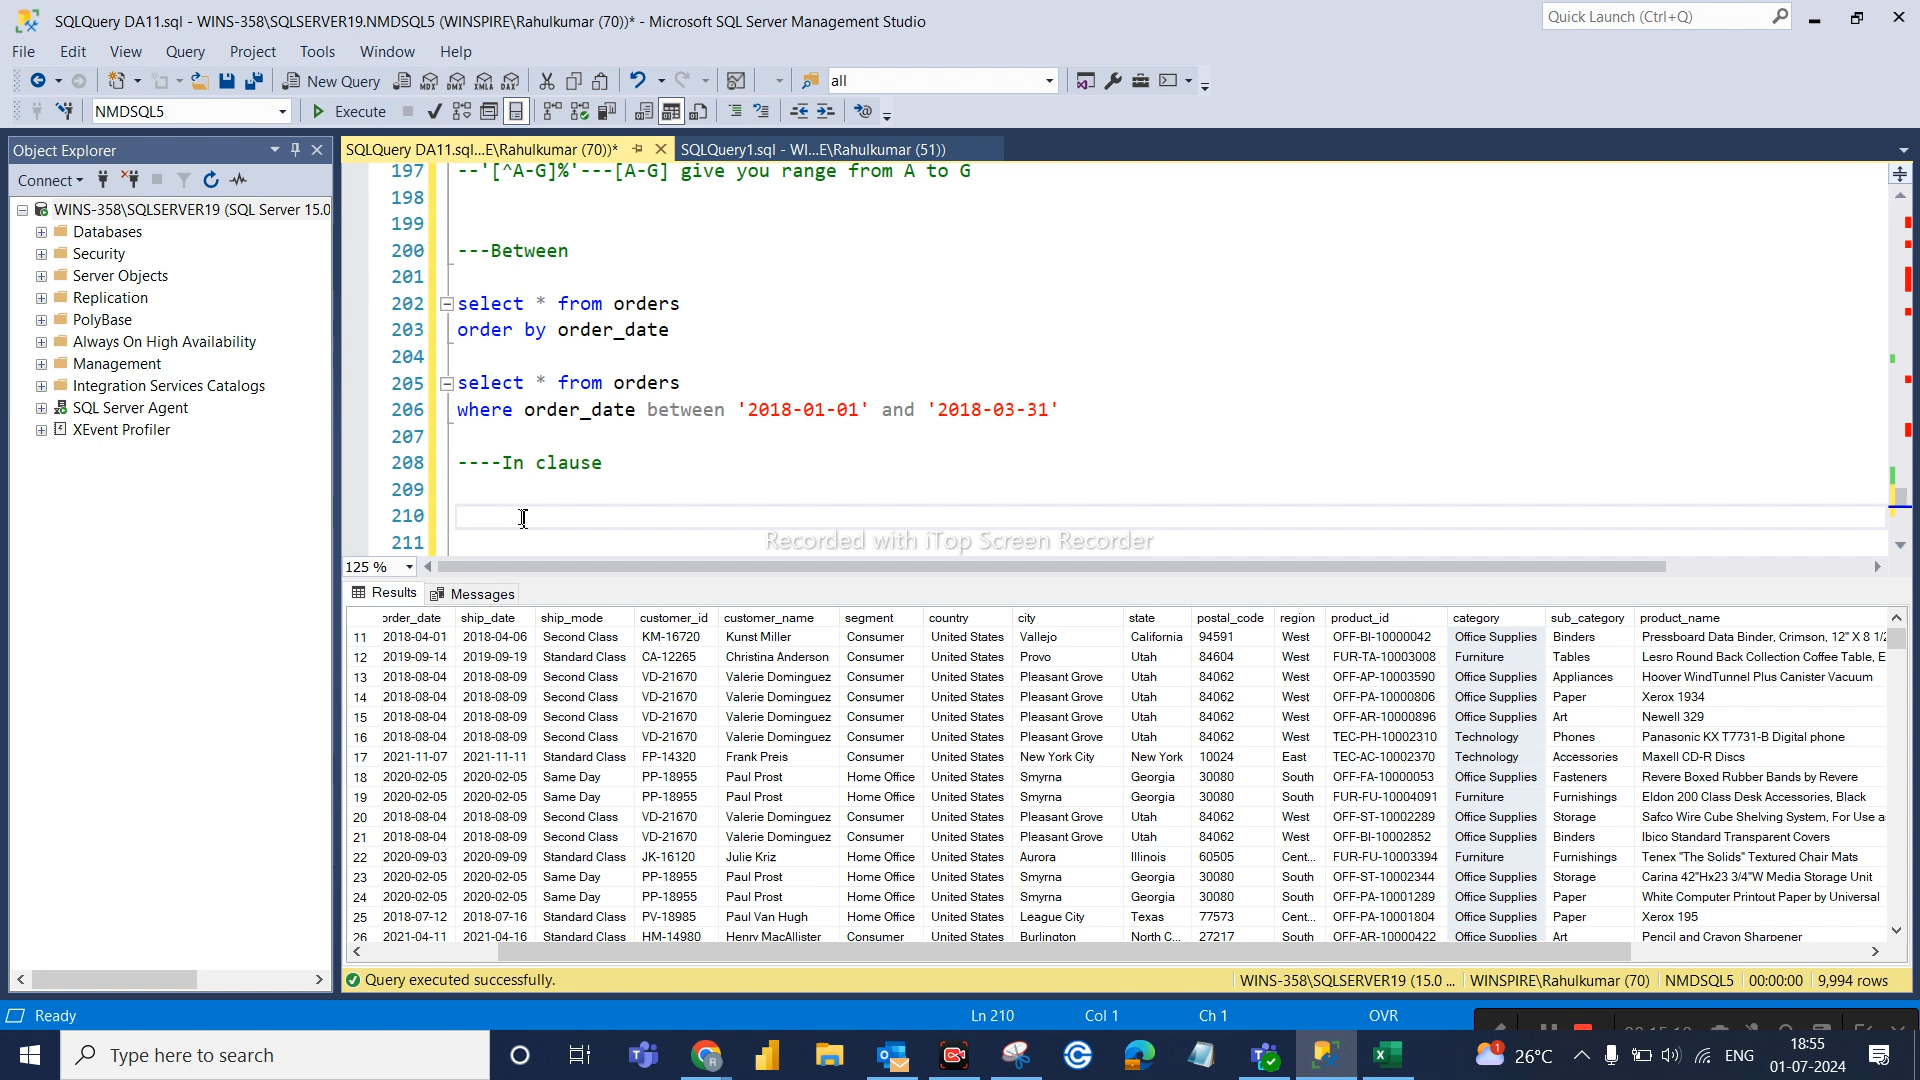 SQLQuery DA11.sql - WINS-358\SQLSERVER19.NMDSQL5 (WINSPIRE\Rahulkumar (70))* - Microsoft SQL Server Management Studio
Quick Launch (Ctrl+Q)
File Edit View Query Project Tools Window Help
New Query MDX DMX XMLA DAX all
NMDSQL5 Execute
Object Explorer
SQLQuery DA11.sql...E\Rahulkumar (70))* SQLQuery1.sql - WI...E\Rahulkumar (51))
Connect
WINS-358\SQLSERVER19 (SQL Server 15.0
Databases
Security
Server Objects
Replication
PolyBase
Always On High Availability
Management
Integration Services Catalogs
SQL Server Agent
XEvent Profiler
197 --'[^A-G]%'---[A-G] give you range from A to G
198
199
200 ---Between
201
202 select * from orders
203 order by order_date
204
205 select * from orders
206 where order_date between '2018-01-01' and '2018-03-31'
207
208 ----In clause
209
210
211
Recorded with iTop Screen Recorder
125 %
Results Messages
order_date ship_date ship_mode customer_id customer_name segment country city state postal_code region product_id category sub_category product_name
11 2018-04-01 2018-04-06 Second Class KM-16720 Kunst Miller Consumer United States Vallejo California 94591 West OFF-BI-10000042 Office Supplies Binders Pressboard Data Binder, Crimson, 12" X 8 1/2
12 2019-09-14 2019-09-19 Standard Class CA-12265 Christina Anderson Consumer United States Provo Utah 84604 West FUR-TA-10003008 Furniture Tables Lesro Round Back Collection Coffee Table, E
13 2018-08-04 2018-08-09 Second Class VD-21670 Valerie Dominguez Consumer United States Pleasant Grove Utah 84062 West OFF-AP-10003590 Office Supplies Appliances Hoover WindTunnel Plus Canister Vacuum
14 2018-08-04 2018-08-09 Second Class VD-21670 Valerie Dominguez Consumer United States Pleasant Grove Utah 84062 West OFF-PA-10000806 Office Supplies Paper Xerox 1934
15 2018-08-04 2018-08-09 Second Class VD-21670 Valerie Dominguez Consumer United States Pleasant Grove Utah 84062 West OFF-AR-10000896 Office Supplies Art Newell 329
16 2018-08-04 2018-08-09 Second Class VD-21670 Valerie Dominguez Consumer United States Pleasant Grove Utah 84062 West TEC-PH-10002310 Technology Phones Panasonic KX T7731-B Digital phone
17 2021-11-07 2021-11-11 Standard Class FP-14320 Frank Preis Consumer United States New York City New York 10024 East TEC-AC-10002370 Technology Accessories Maxell CD-R Discs
18 2020-02-05 2020-02-05 Same Day PP-18955 Paul Prost Home Office United States Smyrna Georgia 30080 South OFF-FA-10000053 Office Supplies Fasteners Revere Boxed Rubber Bands by Revere
19 2020-02-05 2020-02-05 Same Day PP-18955 Paul Prost Home Office United States Smyrna Georgia 30080 South FUR-FU-10004091 Furniture Furnishings Eldon 200 Class Desk Accessories, Black
20 2018-08-04 2018-08-09 Second Class VD-21670 Valerie Dominguez Consumer United States Pleasant Grove Utah 84062 West OFF-ST-10002289 Office Supplies Storage Safco Wire Cube Shelving System, For Use a
21 2018-08-04 2018-08-09 Second Class VD-21670 Valerie Dominguez Consumer United States Pleasant Grove Utah 84062 West OFF-BI-10002852 Office Supplies Binders Ibico Standard Transparent Covers
22 2020-09-03 2020-09-09 Standard Class JK-16120 Julie Kriz Home Office United States Aurora Illinois 60505 Cent... FUR-FU-10003394 Furniture Furnishings Tenex "The Solids" Textured Chair Mats
23 2020-02-05 2020-02-05 Same Day PP-18955 Paul Prost Home Office United States Smyrna Georgia 30080 South OFF-ST-10002344 Office Supplies Storage Carina 42"Hx23 3/4"W Media Storage Unit
24 2020-02-05 2020-02-05 Same Day PP-18955 Paul Prost Home Office United States Smyrna Georgia 30080 South OFF-PA-10001289 Office Supplies Paper White Computer Printout Paper by Universal
25 2018-07-12 2018-07-16 Standard Class PV-18985 Paul Van Hugh Home Office United States League City Texas 77573 Cent... OFF-PA-10001804 Office Supplies Paper Xerox 195
26 2021-04-11 2021-04-16 Standard Class HM-14980 Henry MacAllister Consumer United States Burlington North C... 27217 South OFF-AR-10000422 Office Supplies Art Pencil and Crayon Sharpener
Query executed successfully. WINS-358\SQLSERVER19 (15.0 ... WINSPIRE\Rahulkumar (70) NMDSQL5 00:00:00 9,994 rows
Ready Ln 210 Col 1 Ch 1 OVR
Type here to search
26°C ENG
18:55
01-07-2024